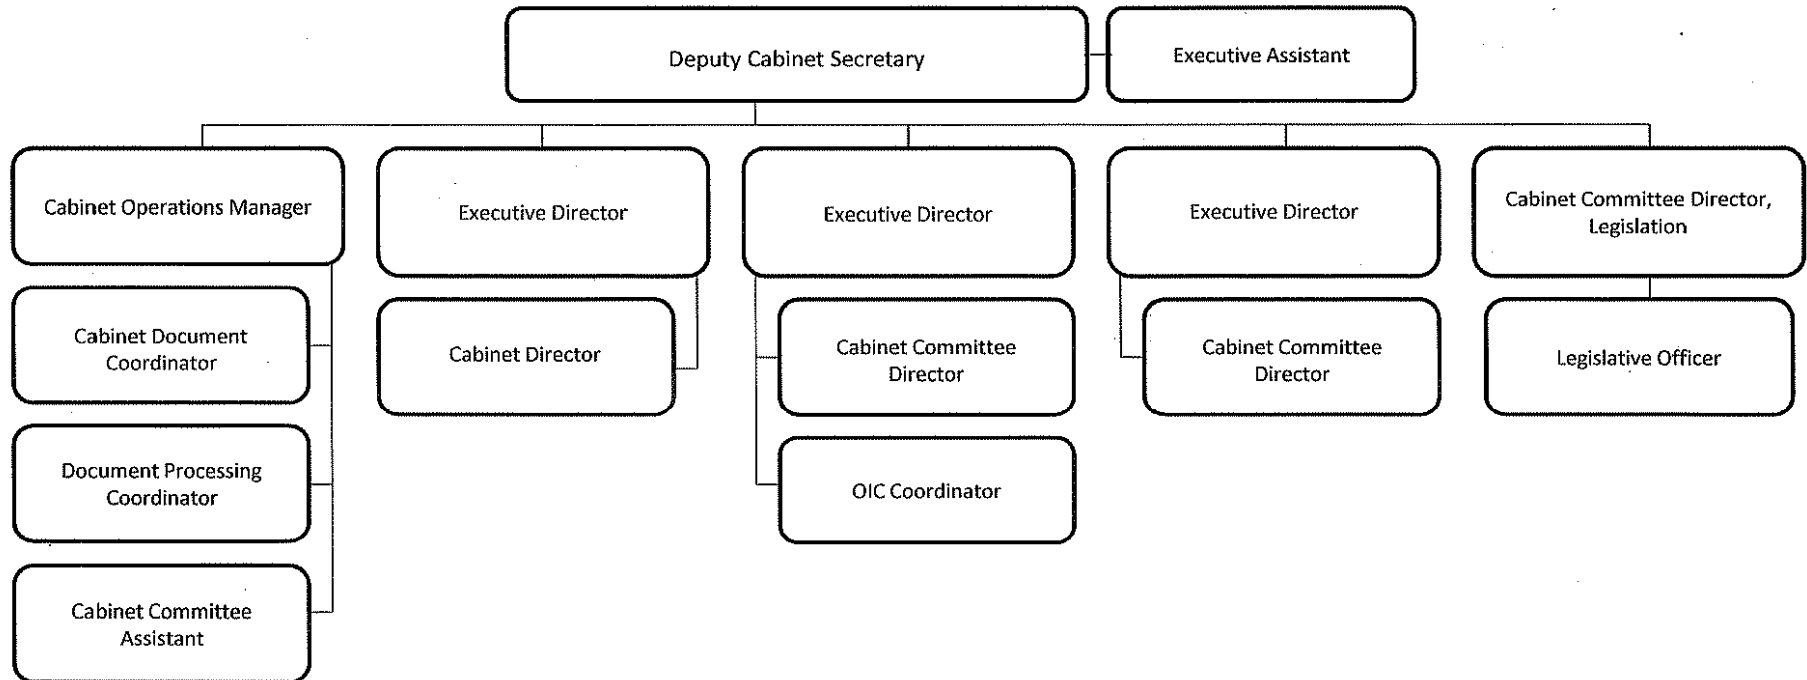 Deputy Cabinet Secretary
Executive Assistant
Cabinet Operations Manager
Executive Director
Executive Director
Executive Director
Cabinet Committee Director,
Legislation
Cabinet Document
Coordinator
Cabinet Director
Cabinet Committee
Director
Cabinet Committee
Director
Legislative Officer
Document Processing
Coordinator
OIC Coordinator
Cabinet Committee
Assistant